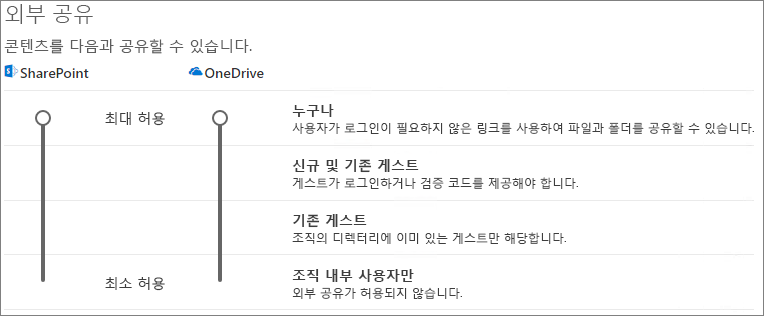 외부 공유
콘텐츠를 다음과 공유할 수 있습니다.
SharePoint OneDrive
최대 허용
누구나
사용자가 로그인이 필요하지 않은 링크를 사용하여 파일과 폴더를 공유할 수 있습니다.
신규 및 기존 게스트
게스트가 로그인하거나 검증 코드를 제공해야 합니다.
기존 게스트
조직의 디렉터리에 이미 있는 게스트만 해당합니다.
최소 허용
조직 내부 사용자만
외부 공유가 허용되지 않습니다.